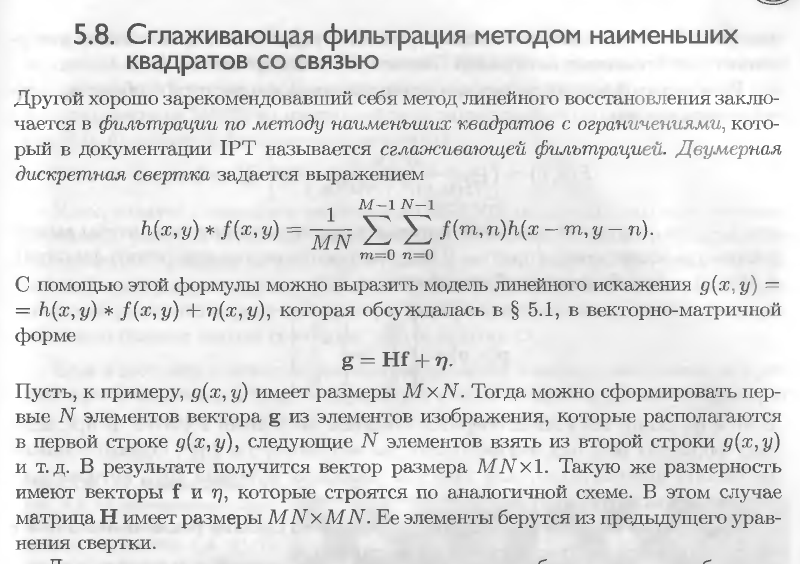 5.8. Сглаживающая фильтрация методом наименьших
квадратов со связью
Другой хорошо зарекомендовавший себя метод линейного восстановления заклю-
чается в фильтрации по методу наименьших квадратов с ограничениями, кото-
рый в документации IPT называется сглаживающей фильтрацией. Двумерная
дискретная свертка задается выражением
h(x, y) * f(x, y) = \frac{1}{MN} \sum_{m=0}^{M-1} \sum_{n=0}^{N-1} f(m, n)h(x − m, y − n).
С помощью этой формулы можно выразить модель линейного искажения g(x, y) =
= h(x, y) * f(x, y) + η(x, y), которая обсуждалась в § 5.1, в векторно-матричной
форме
g = Hf + η.
Пусть, к примеру, g(x, y) имеет размеры M×N. Тогда можно сформировать пер-
вые N элементов вектора g из элементов изображения, которые располагаются
в первой строке g(x, y), следующие N элементов взять из второй строки g(x, y)
и т. д. В результате получится вектор размера MN×1. Такую же размерность
имеют векторы f и η, которые строятся по аналогичной схеме. В этом случае
матрица H имеет размеры MN×MN. Ее элементы берутся из предыдущего урав-
нения свертки.